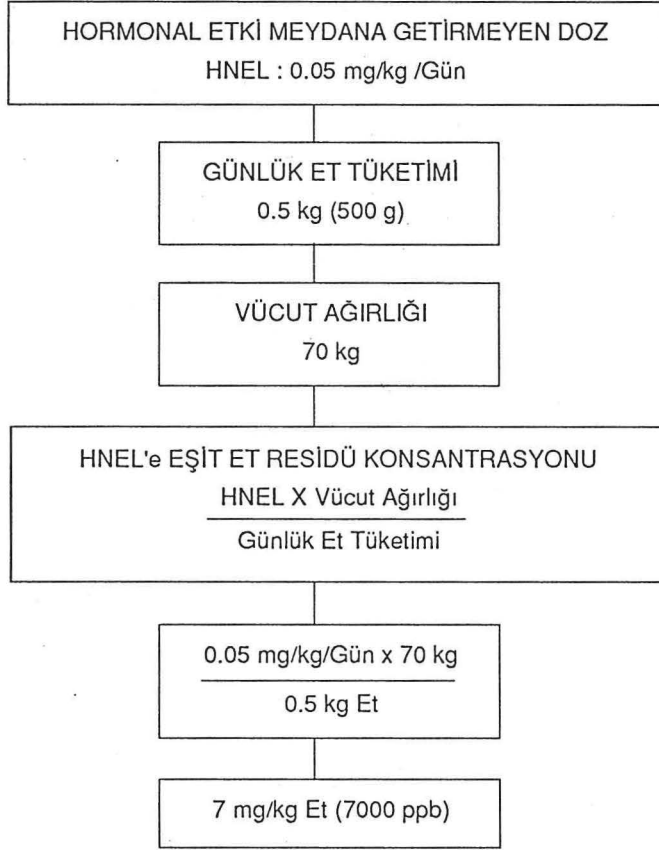 HORMONAL ETKİ MEYDANA GETİRMEYEN DOZ
HNEL : 0.05 mg/kg /Gün
GÜNLÜK ET TÜKETİMİ
0.5 kg (500 g)
VÜCUT AĞIRLIĞI
70 kg
HNEL'e EŞİT ET RESİDÜ KONSANTRASYONU
HNEL X Vücut Ağırlığı
Günlük Et Tüketimi
0.05 mg/kg/Gün x 70 kg
0.5 kg Et
7 mg/kg Et (7000 ppb)